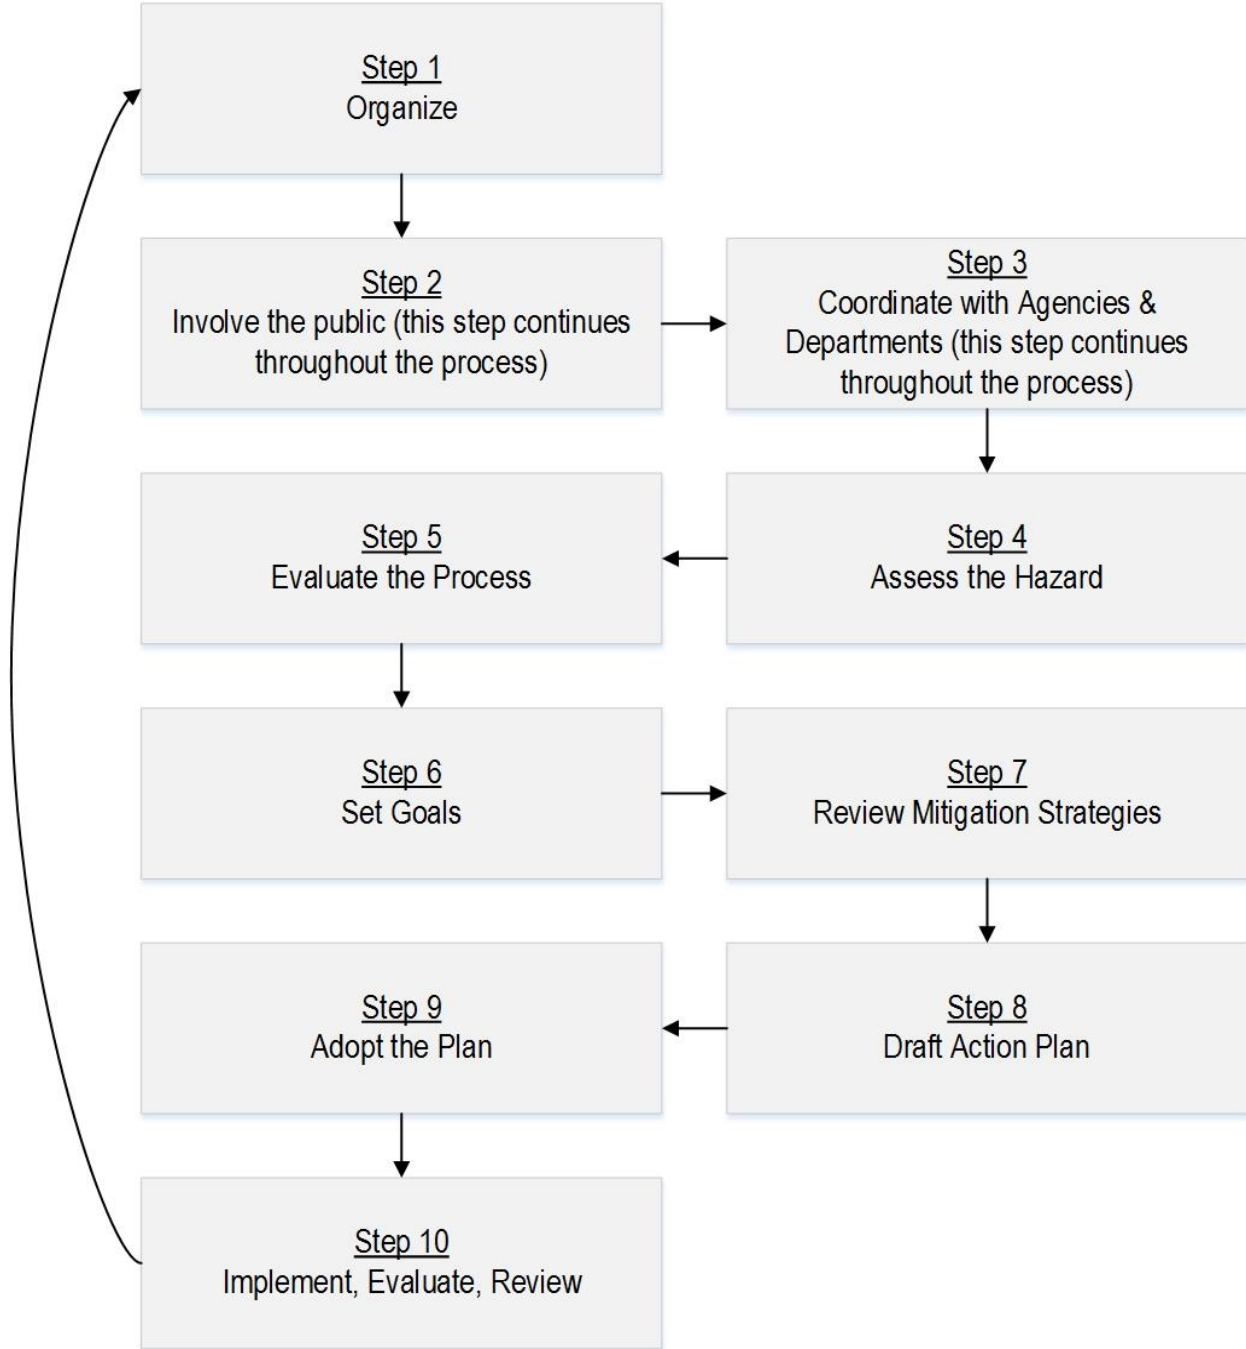 Step 1
Organize
Step 2
Involve the public (this step continues
throughout the process)
Step 3
Coordinate with Agencies &
Departments (this step continues
throughout the process)
Step 4
Assess the Hazard
Step 5
Evaluate the Process
Step 6
Set Goals
Step 7
Review Mitigation Strategies
Step 8
Draft Action Plan
Step 9
Adopt the Plan
Step 10
Implement, Evaluate, Review